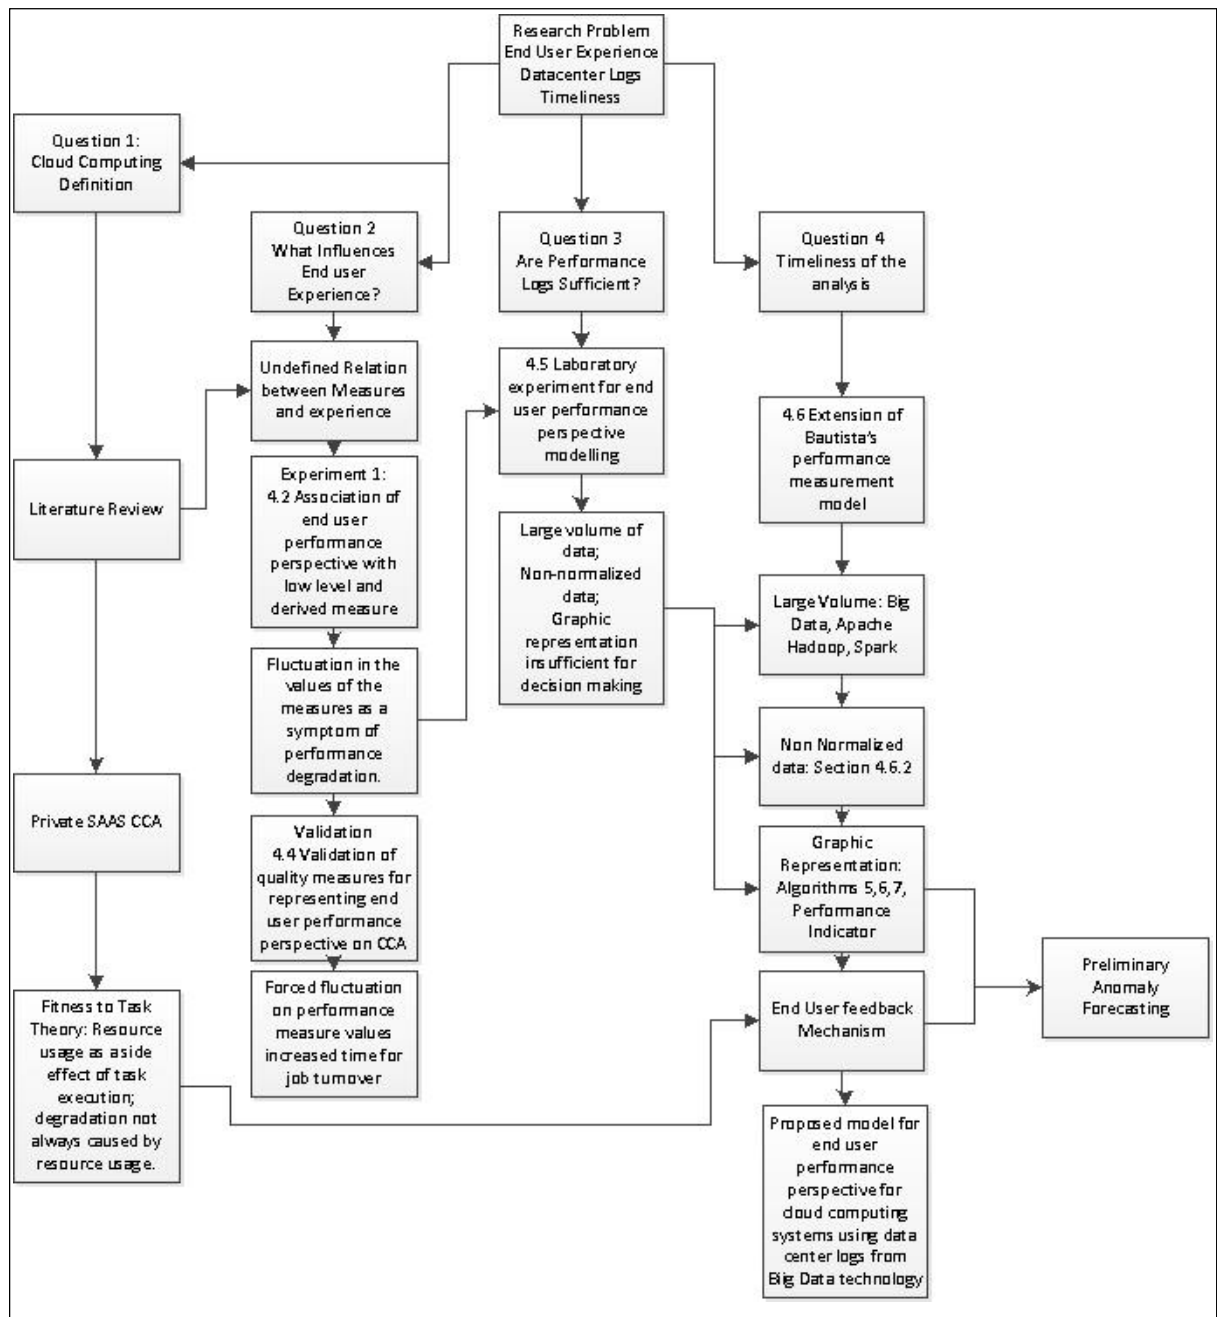 Research Problem
End User Experience
Datacenter Logs
Timeliness
Question 1:
Cloud Computing
Definition
Question 2
What Influences
End user
Experience?
Question 3
Are Performance
Logs Sufficient?
Question 4
Timeliness of the
analysis
Undefined Relation
between Measures
and experience
4.5 Laboratory
experiment for end
user performance
perspective
modelling
4.6 Extension of
Bautista's
performance
measurement
model
Literature Review
Experiment 1:
4.2 Association of
end user
performance
perspective with
low level and
derived measure
Large volume of
data;
Non-normalized
data;
Graphic
representation
insufficient for
decision making
Large Volume: Big
Data, Apache
Hadoop, Spark
Fluctuation in the
values of the
measures as a
symptom of
performance
degradation.
Non Normalized
data: Section 4.6.2
Private SAAS CCA
Validation
4.4 Validation of
quality measures for
representing end
user performance
perspective on CCA
Graphic
Representation:
Algorithms 5,6,7,
Performance
Indicator
Preliminary
Anomaly
Forecasting
Fitness to Task
Theory: Resource
usage as a side
effect of task
execution;
degradation not
always caused by
resource usage.
Forced fluctuation
on performance
measure values
increased time for
job turnover
End User feedback
Mechanism
Proposed model for
end user
performance
perspective for
cloud computing
systems using data
center logs from
Biig Data technology